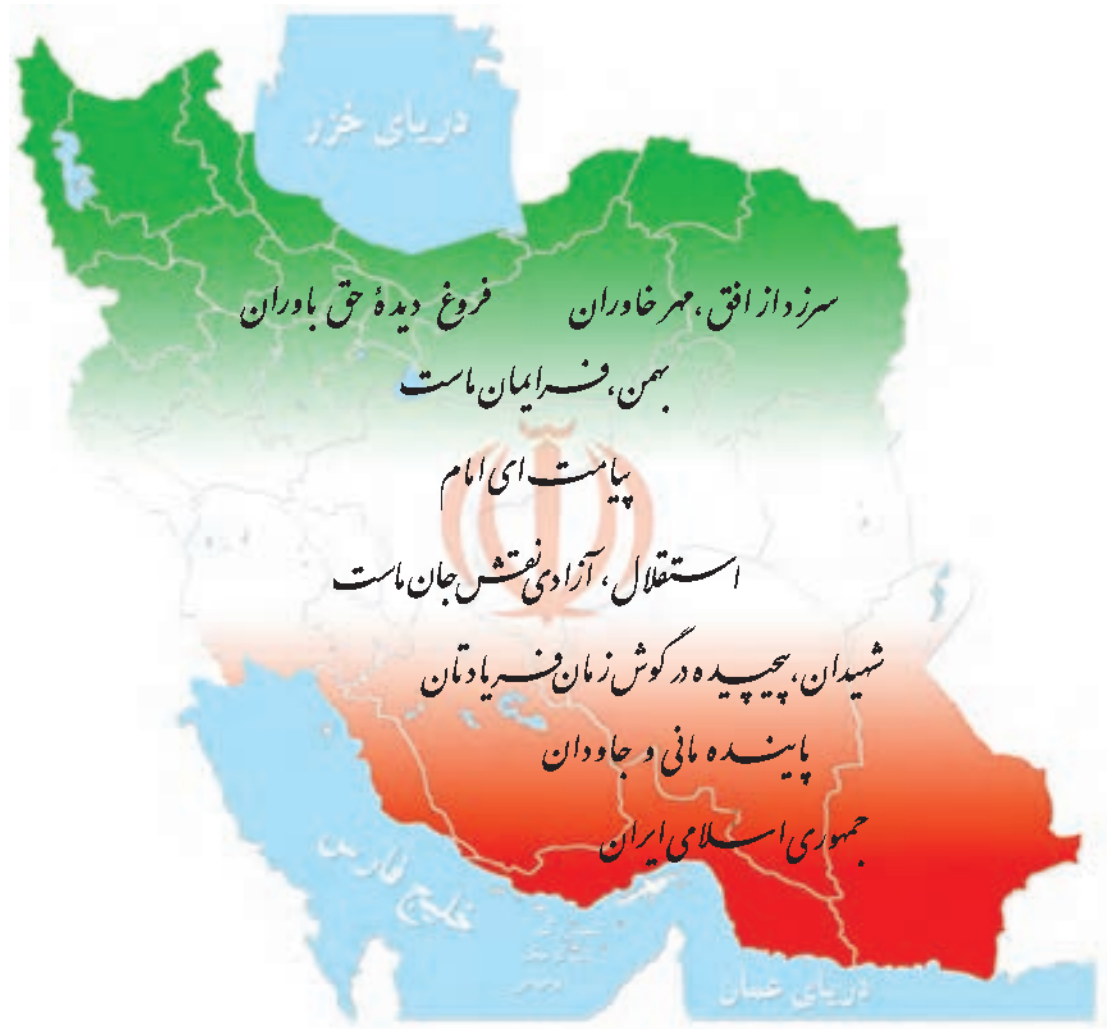 دریای خزر
سر زد از افق، مهر خاوران فروغ دیدهٔ حق باوران
بهمن، فر ایمان ماست
پیامت ای امام
استقلال، آزادی نقش جان ماست
شهیدان، پیچیده در گوش زمان فریادتان
پاینده مانی و جاودان
جمهوری اسلامی ایران
خلیج فارس
دریای عمان